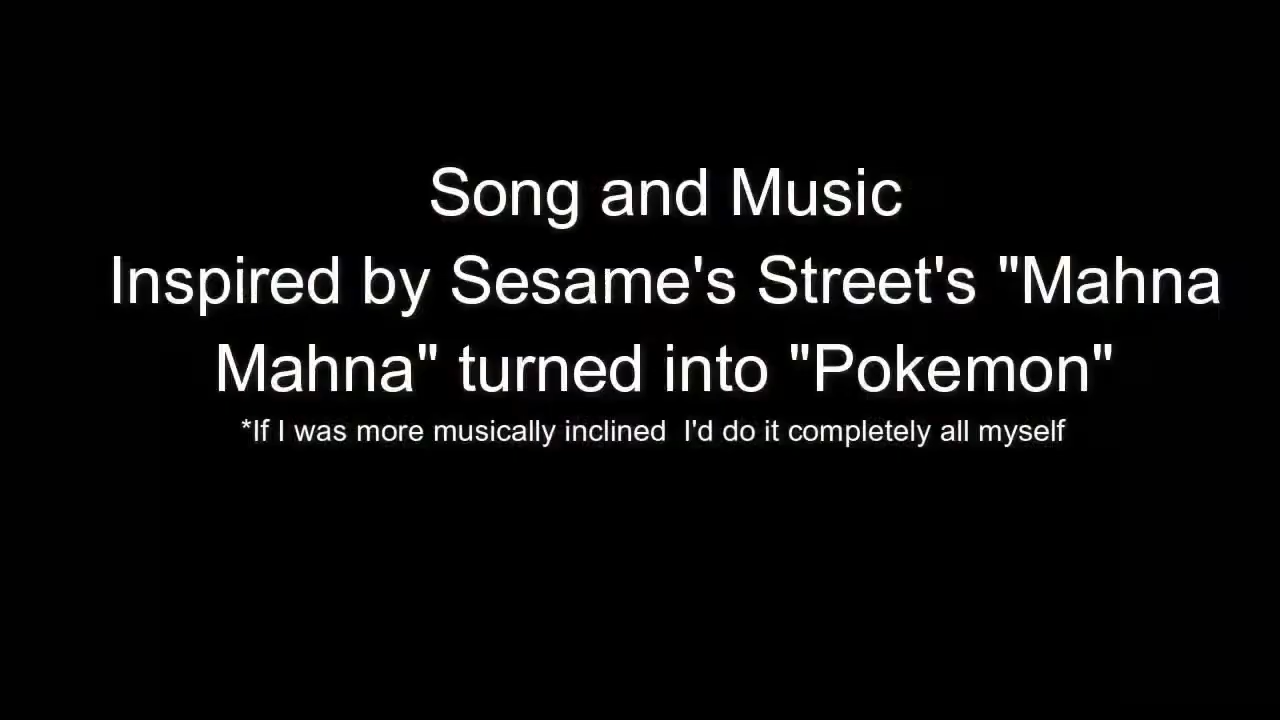 Song and Music
Inspired by Sesame's Street's "Mahna
Mahna" turned into "Pokemon"
*If I was more musically inclined  I'd do it completely all myself